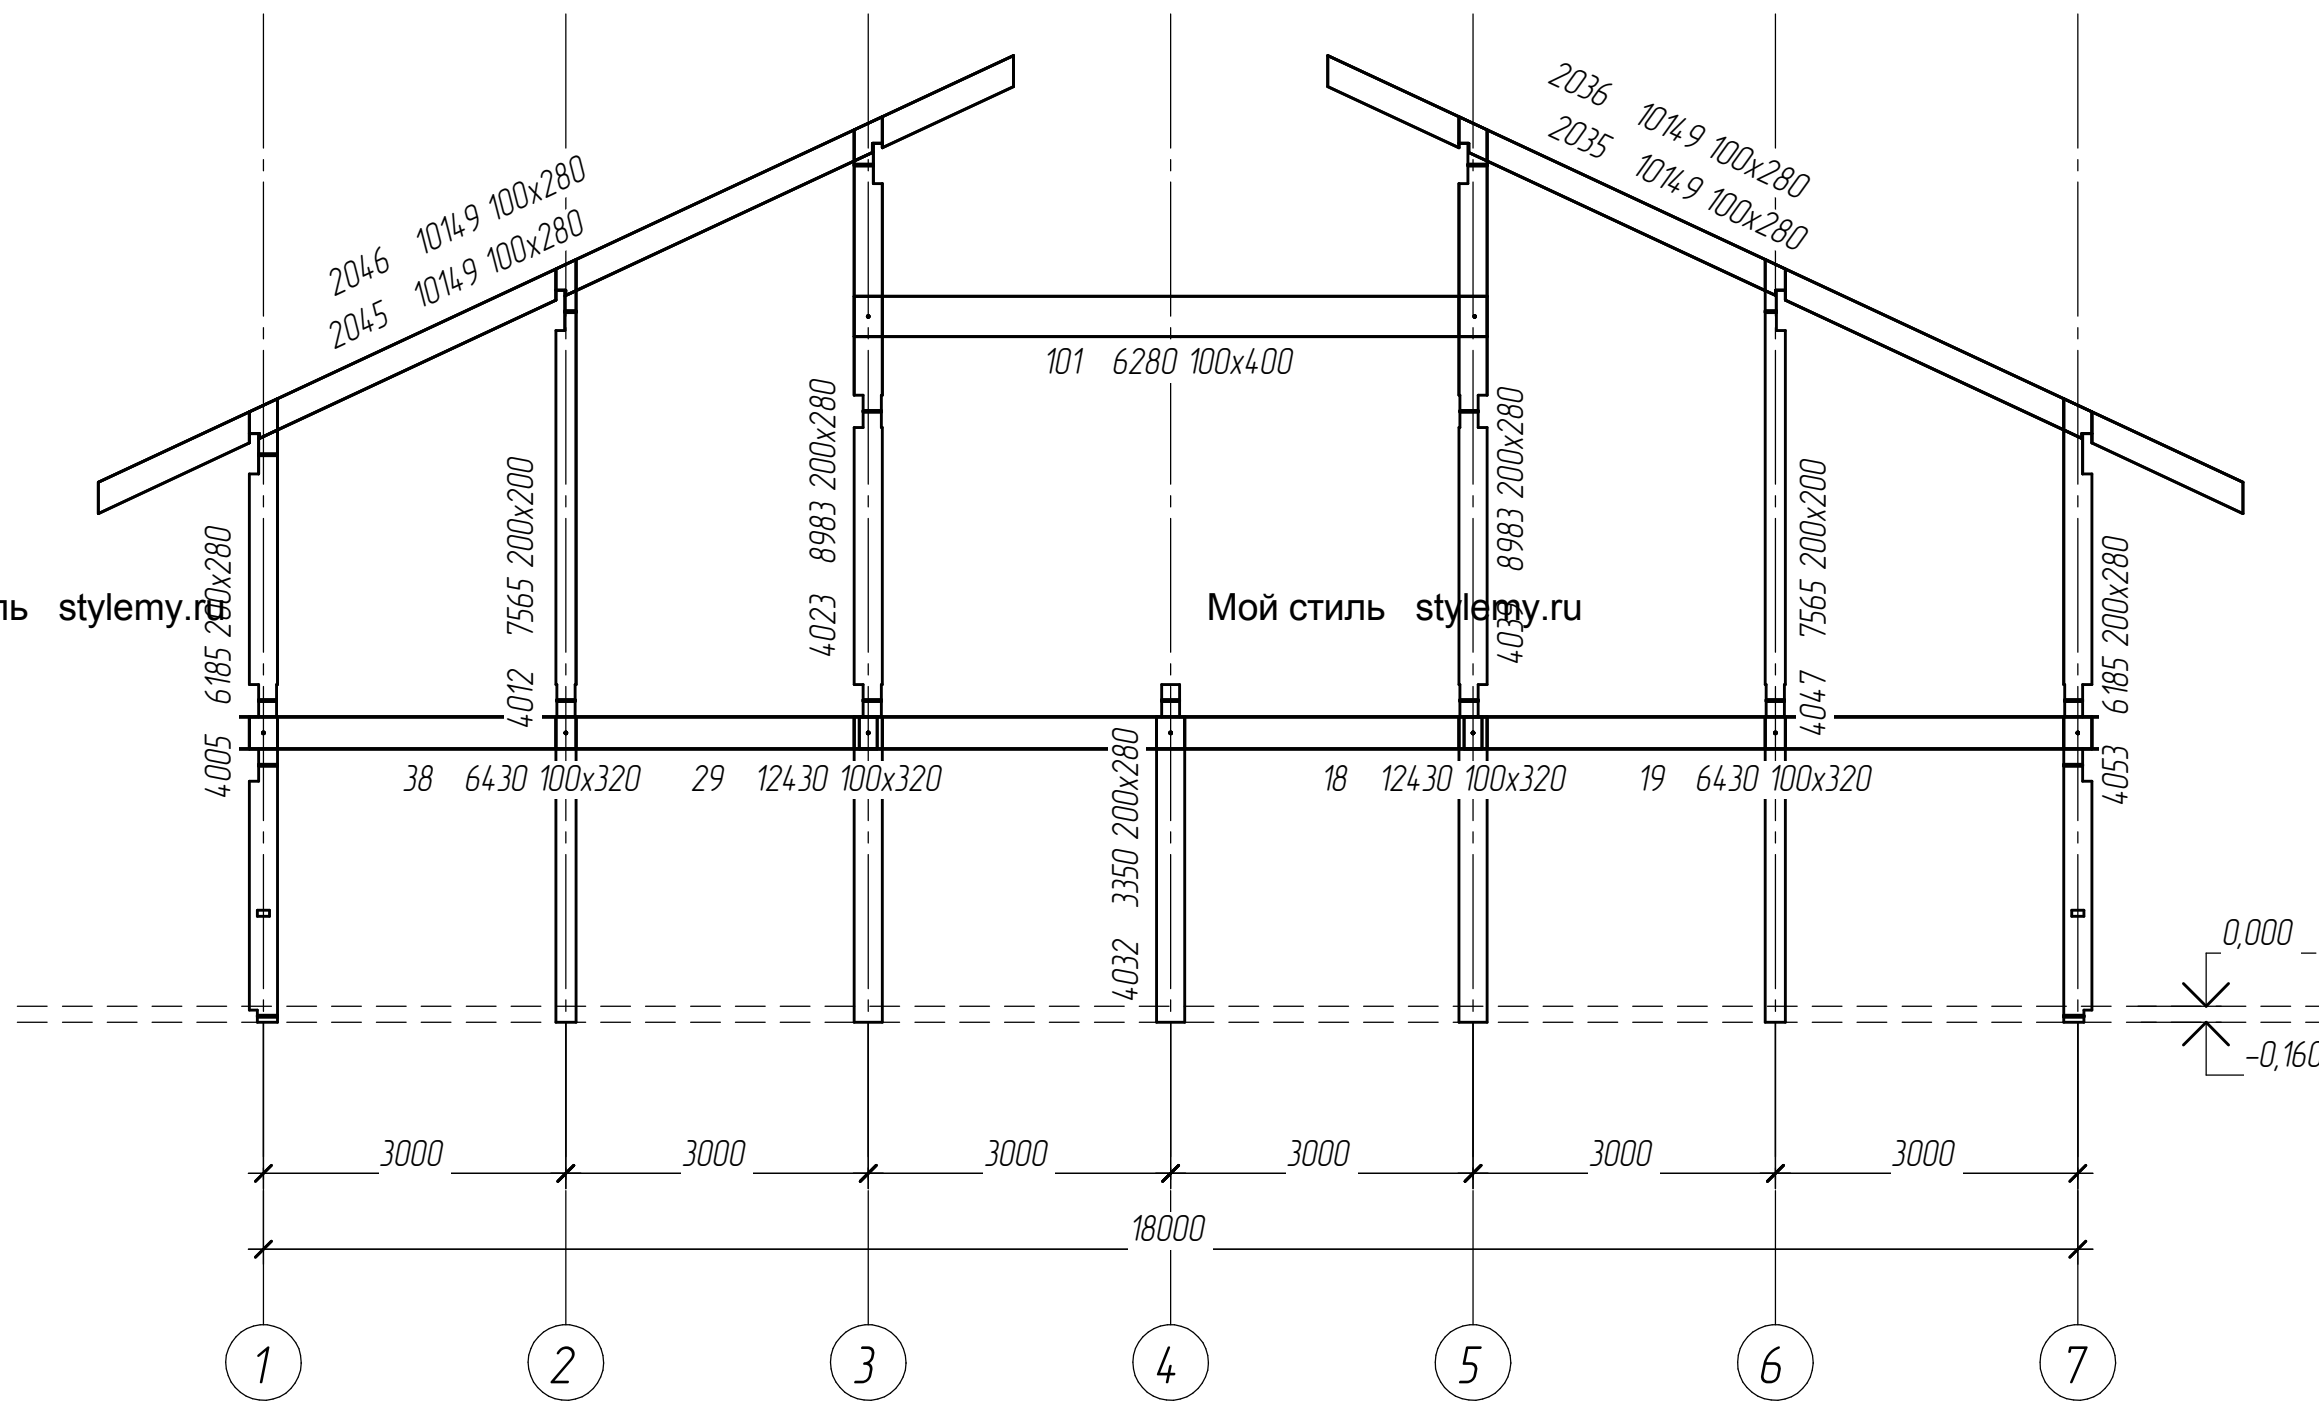 2046 10149 100x280
2045 10149 100x280
2036 10149 100x280
2035 10149 100x280
101 6280 100x400
4005 6185 200x280
4012 7565 200x200
4023 8983 200x280
4032 3350 200x280
4039 8983 200x280
4047 7565 200x200
4053 6185 200x280
ль stylemy.ru
Мой стиль stylemy.ru
38 6430 100x320
29 12430 100x320
18 12430 100x320
19 6430 100x320
0,000
-0,160
3000 3000 3000 3000 3000 3000
18000
1 2 3 4 5 6 7